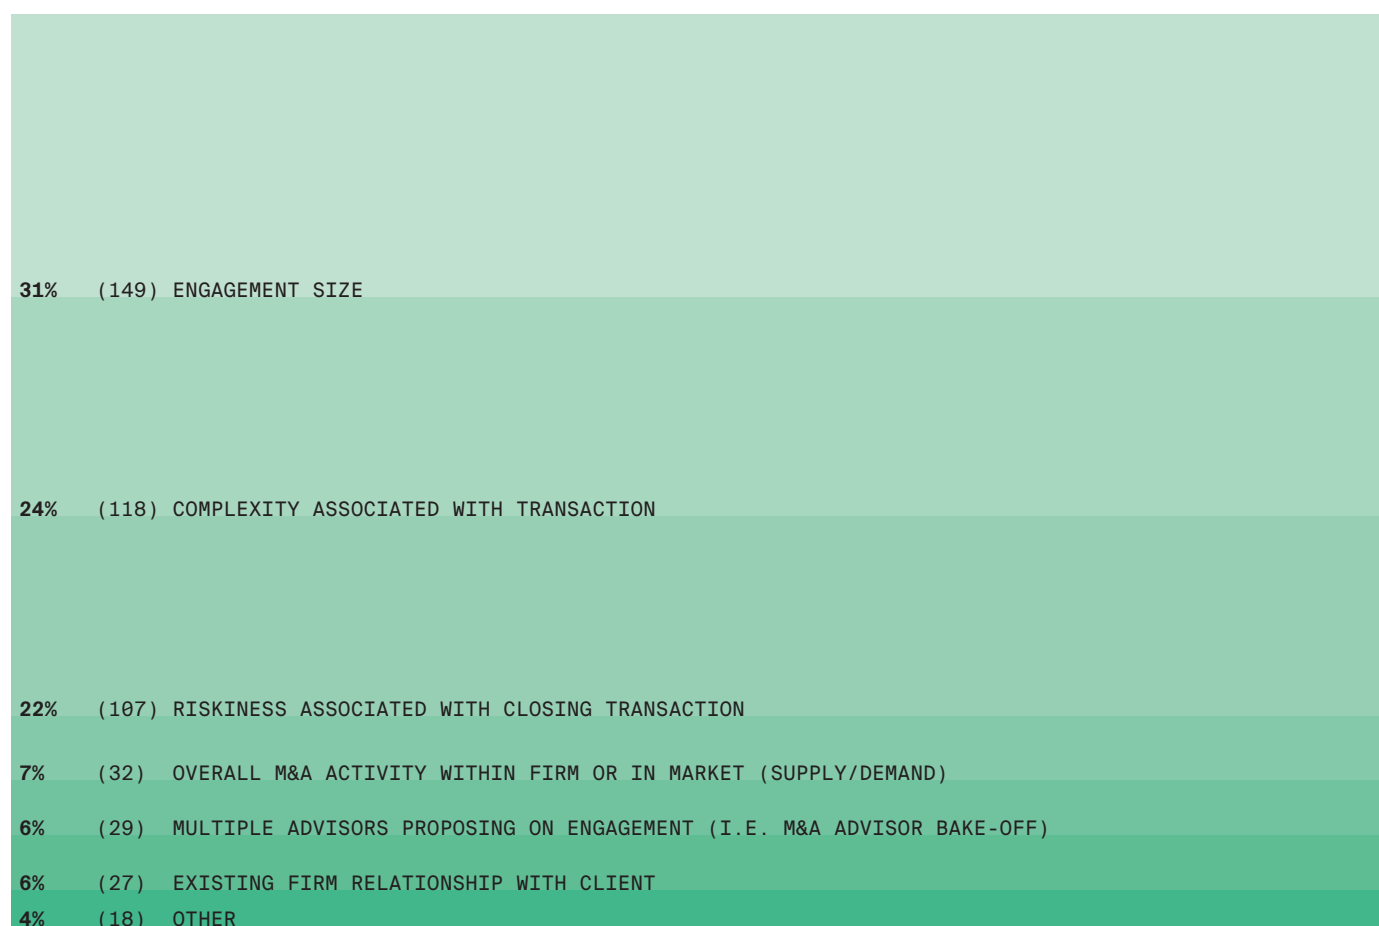 31% (149) ENGAGEMENT SIZE
24% (118) COMPLEXITY ASSOCIATED WITH TRANSACTION
22% (107) RISKINESS ASSOCIATED WITH CLOSING TRANSACTION
7% (32) OVERALL M&A ACTIVITY WITHIN FIRM OR IN MARKET (SUPPLY/DEMAND)
6% (29) MULTIPLE ADVISORS PROPOSING ON ENGAGEMENT (I.E. M&A ADVISOR BAKE-OFF)
6% (27) EXISTING FIRM RELATIONSHIP WITH CLIENT
4% (18) OTHER